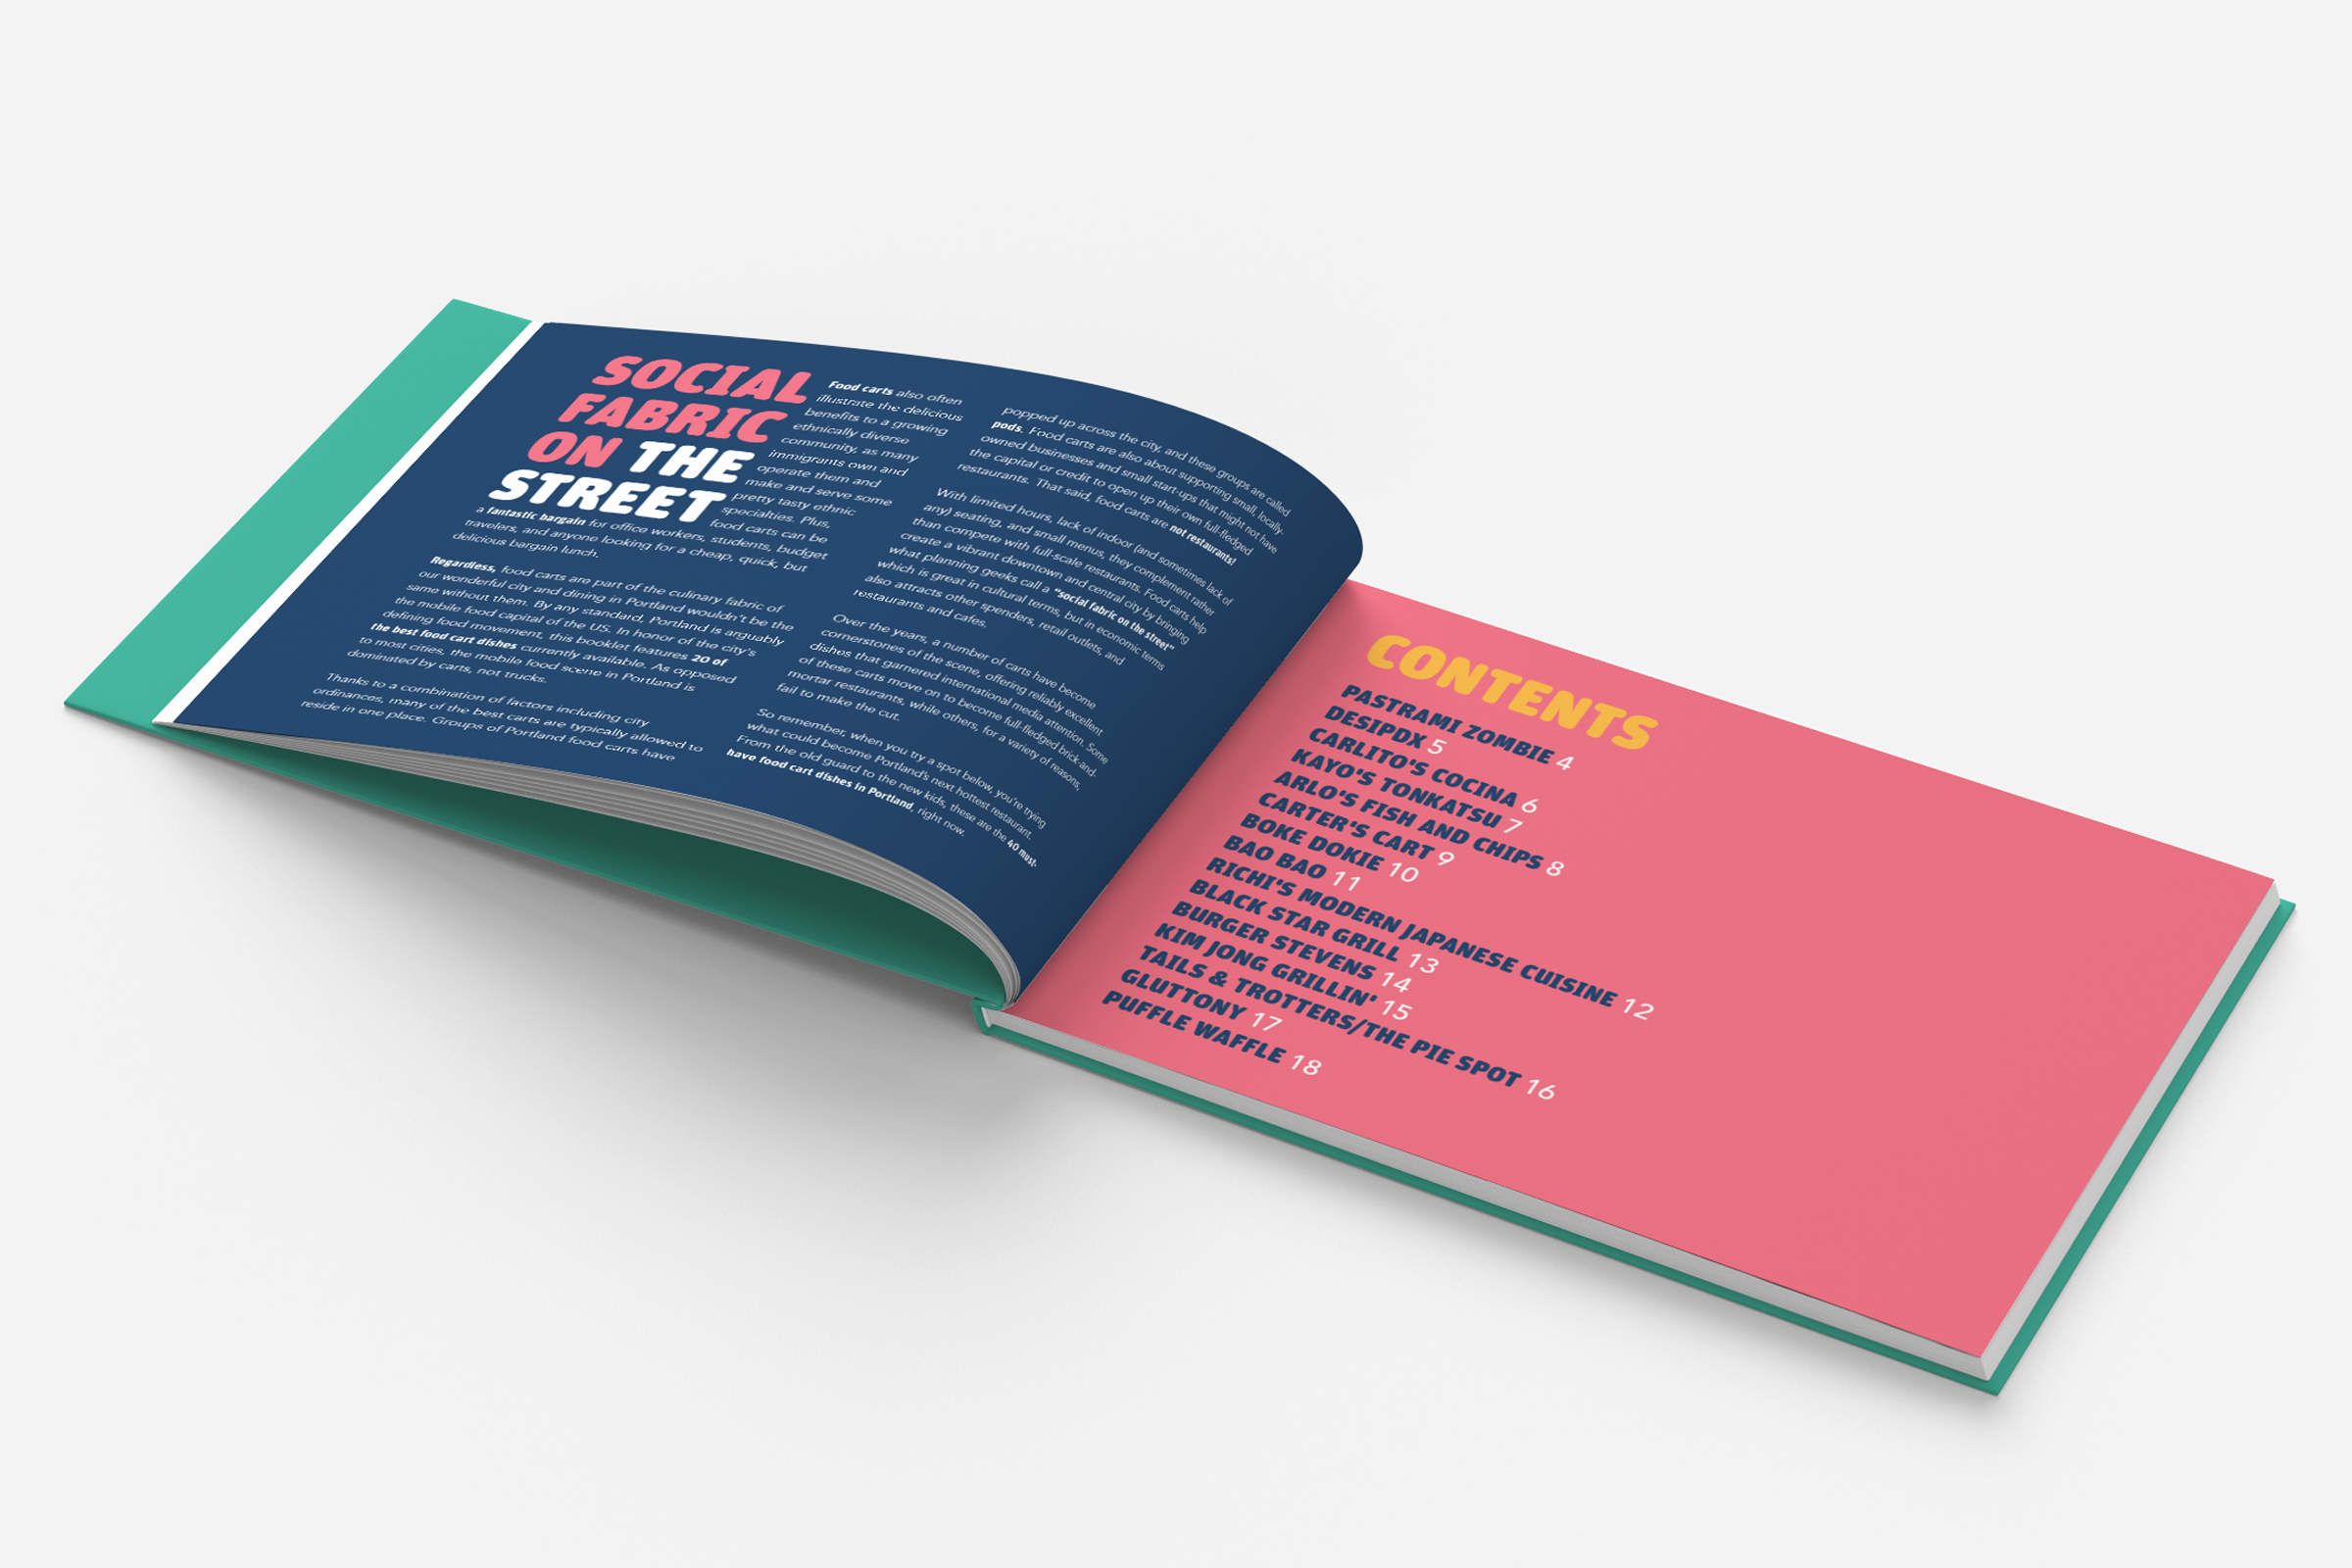 SOCIAL
FABRIC
ON THE
STREET
Food carts also often
illustrate the delicious
benefits to a growing
ethnically diverse
community, as many
immigrants own and
operate them and
make and serve some
pretty tasty ethnic
specialties. Plus,
food carts can be
a fantastic bargain for office workers, students, budget
travelers, and anyone looking for a cheap, quick, but
delicious bargain lunch.
Regardless, food carts are part of the culinary fabric of
our wonderful city and dining in Portland wouldn't be the
same without them. By any standard, Portland is arguably
the mobile food capital of the US. In honor of the city's
defining food movement, this booklet features 20 of
the best food cart dishes currently available. As opposed
to most cities, the mobile food scene in Portland is
dominated by carts, not trucks.
Thanks to a combination of factors including city
ordinances, many of the best carts are typically allowed to
reside in one place. Groups of Portland food carts have
popped up across the city, and these groups are called
pods. Food carts are also about supporting small, locally-
owned businesses and small start-ups that might not have
the capital or credit to open up their own full-fledged
restaurants. That said, food carts are not restaurants!
With limited hours, lack of indoor (and sometimes lack of
any) seating, and small menus, they complement rather
than compete with full-scale restaurants. Food carts help
create a vibrant downtown and central city by bringing
what planning geeks call a "social fabric on the street"
which is great in cultural terms, but in economic terms
also attracts other spenders, retail outlets, and
restaurants and cafes.
Over the years, a number of carts have become
cornerstones of the scene, offering reliably excellent
dishes that garnered international media attention. Some
of these carts move on to become full-fledged brick-and-
mortar restaurants, while others, for a variety of reasons,
fail to make the cut.
So remember, when you try a spot below, you're trying
what could become Portland's next hottest restaurant.
From the old guard to the new kids, these are the 40 must-
have food cart dishes in Portland, right now.
CONTENTS
PASTRAMI ZOMBIE 4
DESIPDX 5
CARLITO'S COCINA 6
KAYO'S TONKATSU 7
ARLO'S FISH AND CHIPS 8
CARTER'S CART 9
BOKE DOKIE 10
BAO BAO 11
RICHI'S MODERN JAPANESE CUISINE 12
BLACK STAR GRILL 13
BURGER STEVENS 14
KIM JONG GRILLIN' 15
TAILS & TROTTERS/THE PIE SPOT 16
GLUTTONY 17
PUFFLE WAFFLE 18